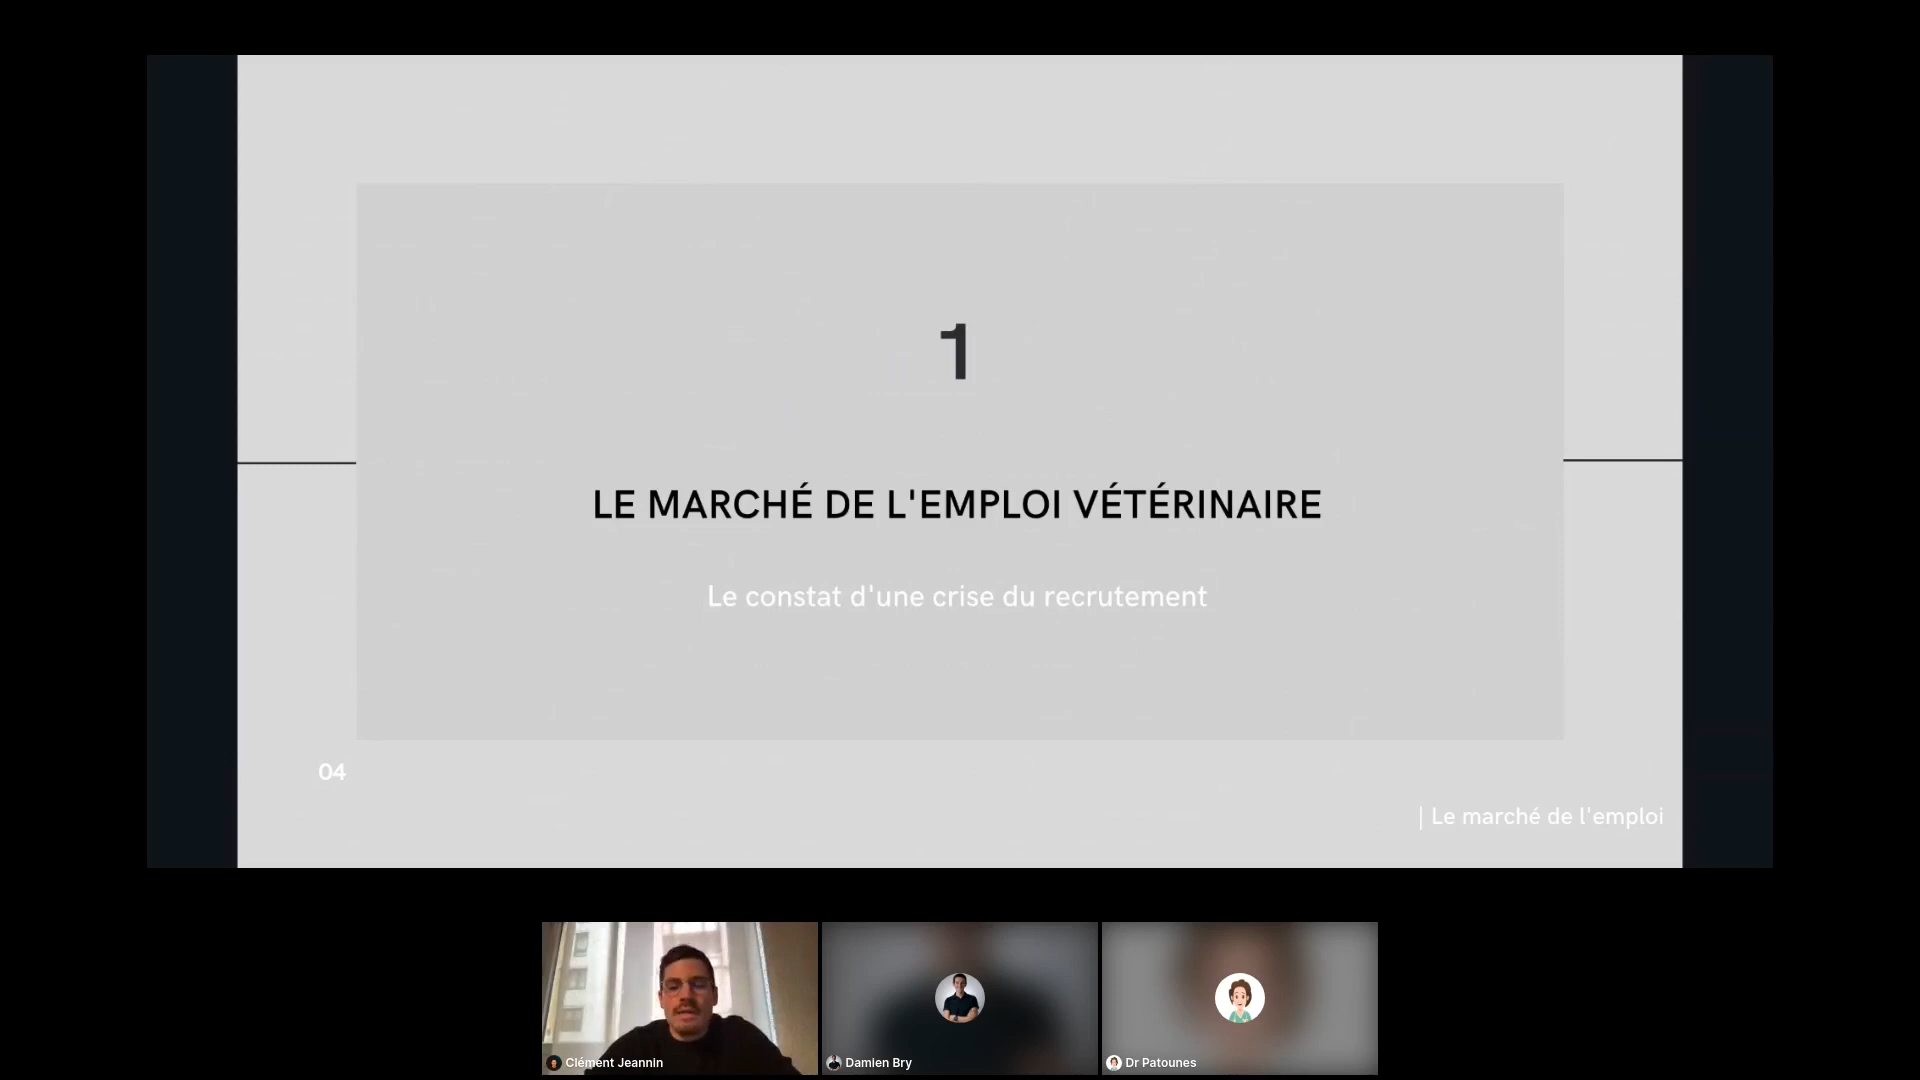 1
LE MARCHÉ DE L'EMPLOI VÉTÉRINAIRE
Le constat d'une crise du recrutement
04
| Le marché de l'emploi
Clément Jeannin
Damien Bry
Dr Patounes